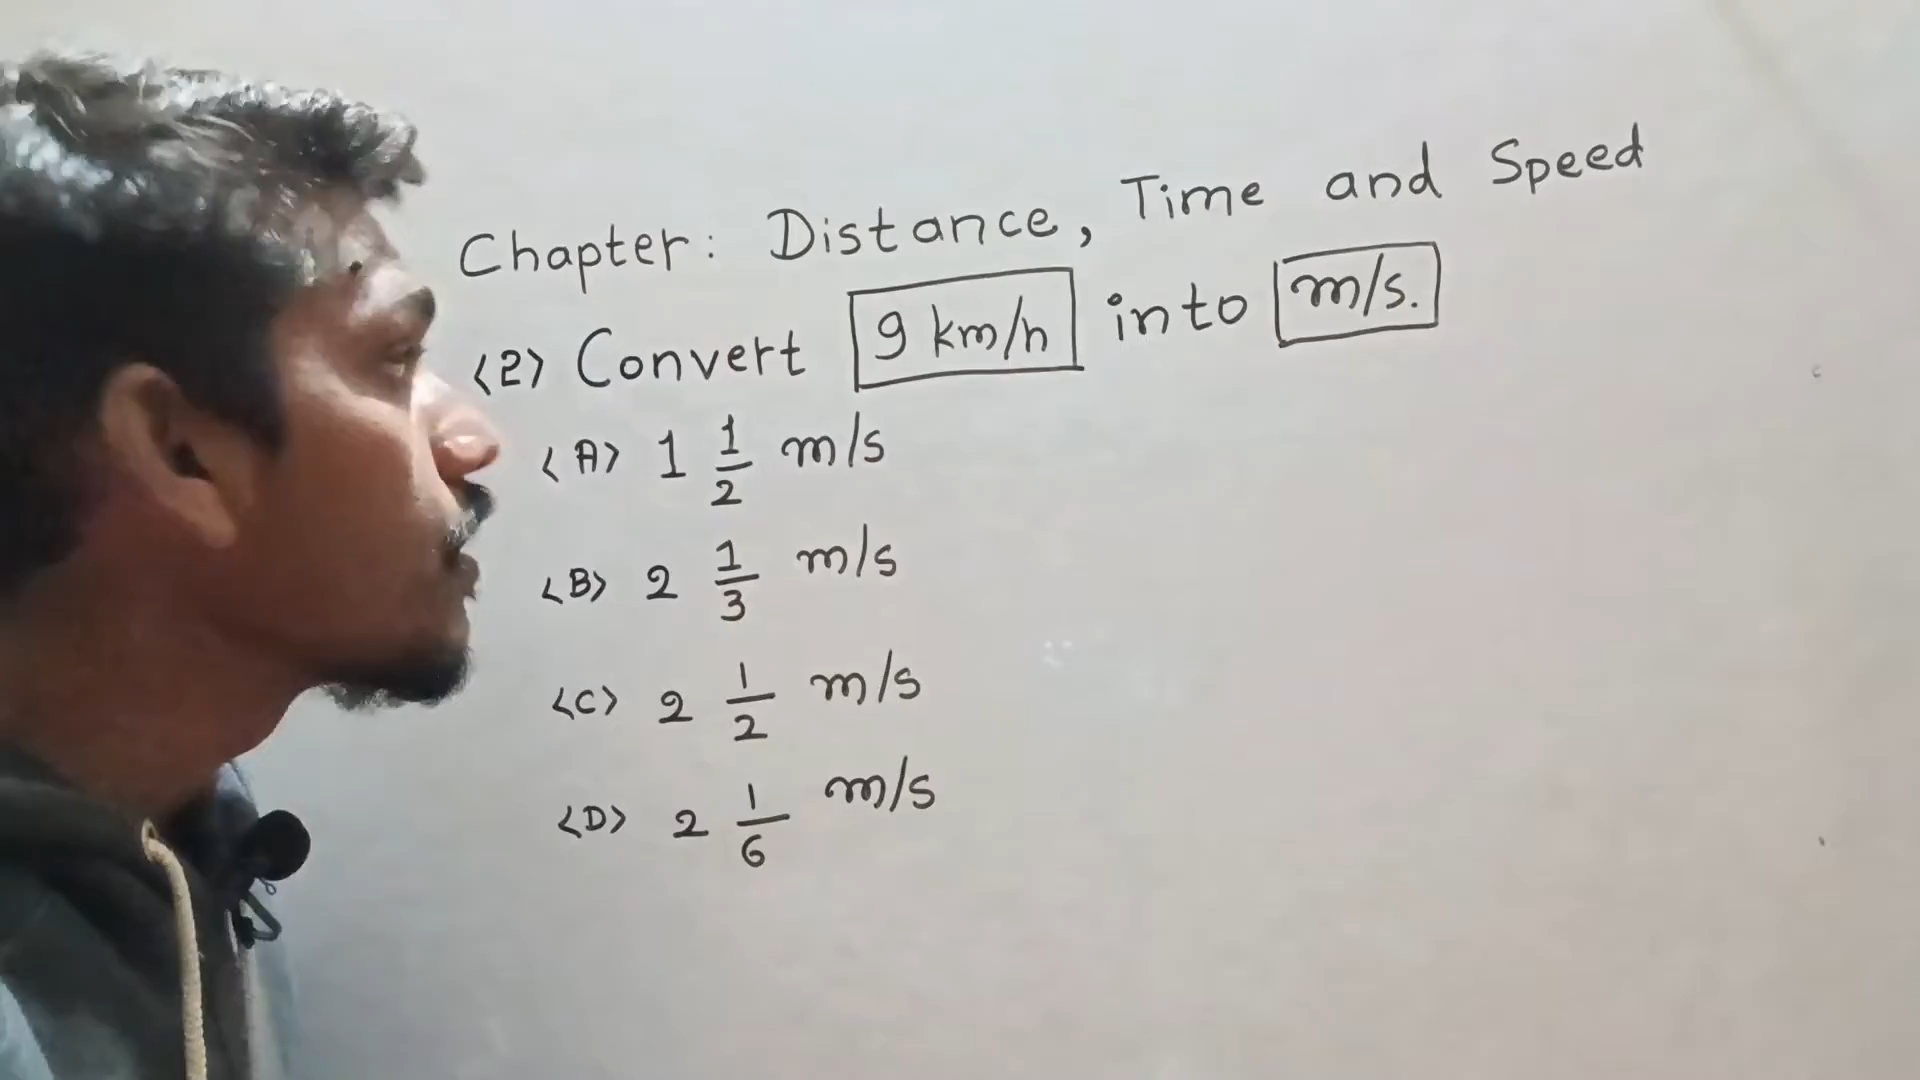 Chapter: Distance, Time and Speed
<2> Convert 9 km/h into m/s.
<A> 1 1/2 m/s
<B> 2 1/3 m/s
<C> 2 1/2 m/s
<D> 2 1/6 m/s